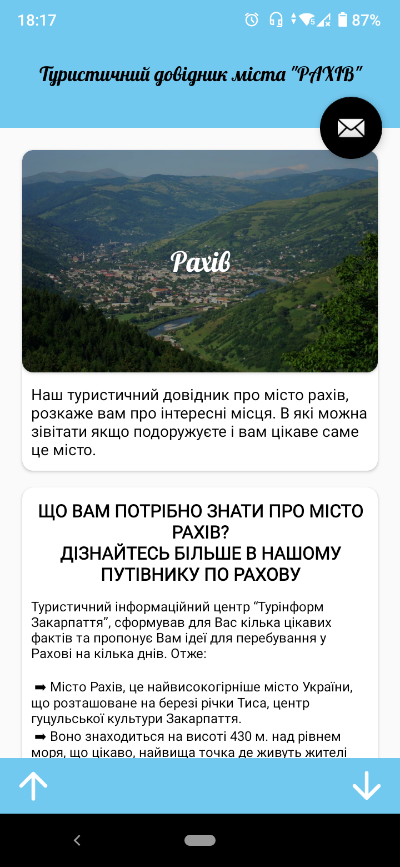 18:17
87%
Туристичний довідник міста "РАХІВ"
Рахів
Наш туристичний довідник про місто рахів,
розкаже вам про інтересні місця. В які можна
зівітати якщо подоружуєте і вам цікаве саме
це місто.
ЩО ВАМ ПОТРІБНО ЗНАТИ ПРО МІСТО
РАХІВ?
ДІЗНАЙТЕСЬ БІЛЬШЕ В НАШОМУ
ПУТІВНИКУ ПО РАХОВУ
Туристичний інформаційний центр “Турінформ
Закарпаття”, сформував для Вас кілька цікавих
фактів та пропонує Вам ідеї для перебування у
Рахові на кілька днів. Отже:
➡ Місто Рахів, це найвисокогірніше місто України,
що розташоване на березі річки Тиса, центр
гуцульської культури Закарпаття.
➡ Воно знаходиться на висоті 430 м. над рівнем
моря, що цікаво, найвища точка де живуть жителі